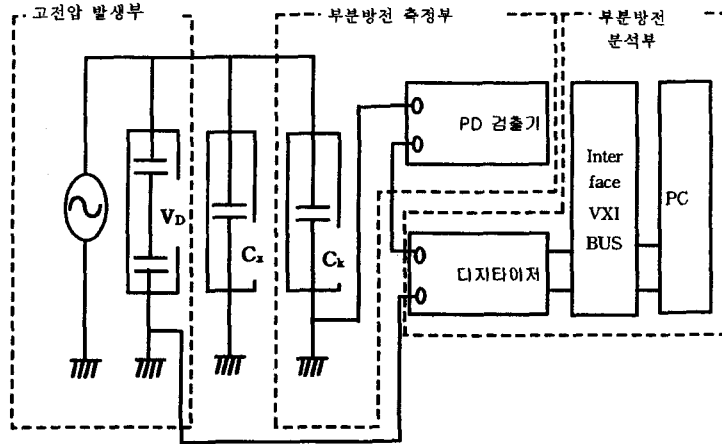 고전압 발생부
부분방전 측정부
부분방전
분석부
PD 검출기
Inter
face
VXI
BUS
PC
V_D
C_x
C_k
디지타이저